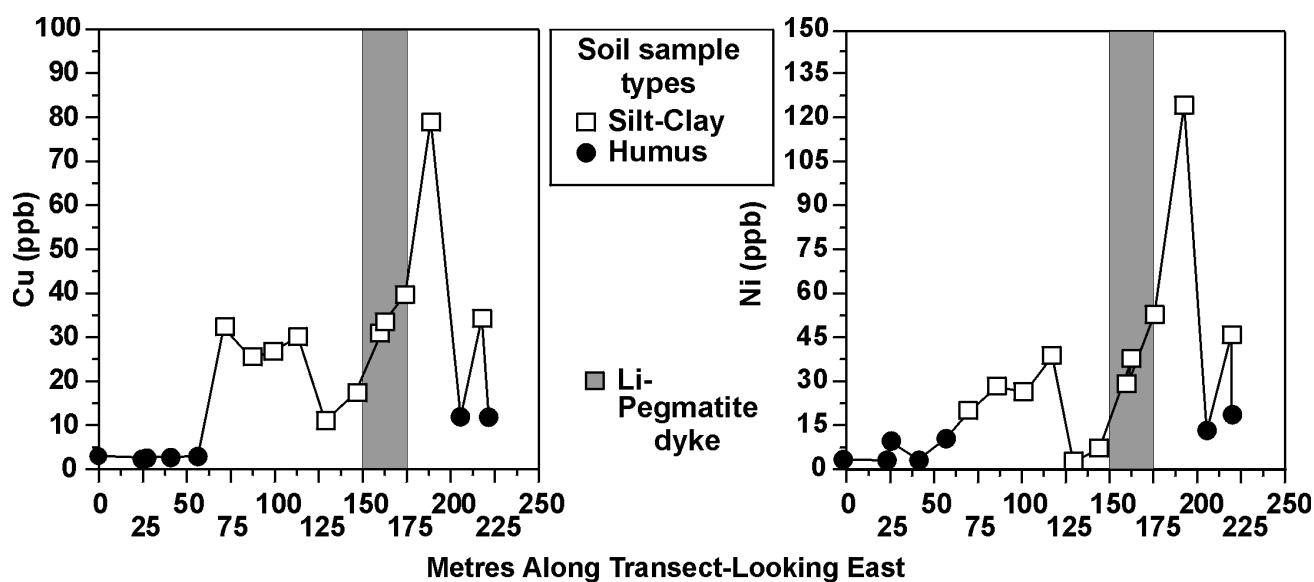 Cu (ppb)
100
90
80
70
60
50
40
30
20
10
0
0 50 100 150 200 250
25 75 125 175 225
Soil sample
types
Silt-Clay
Humus
Li-
Pegmatite
dyke
Ni (ppb)
150
135
120
105
90
75
60
45
30
15
0
0 50 100 150 200 250
25 75 125 175 225
Metres Along Transect-Looking East